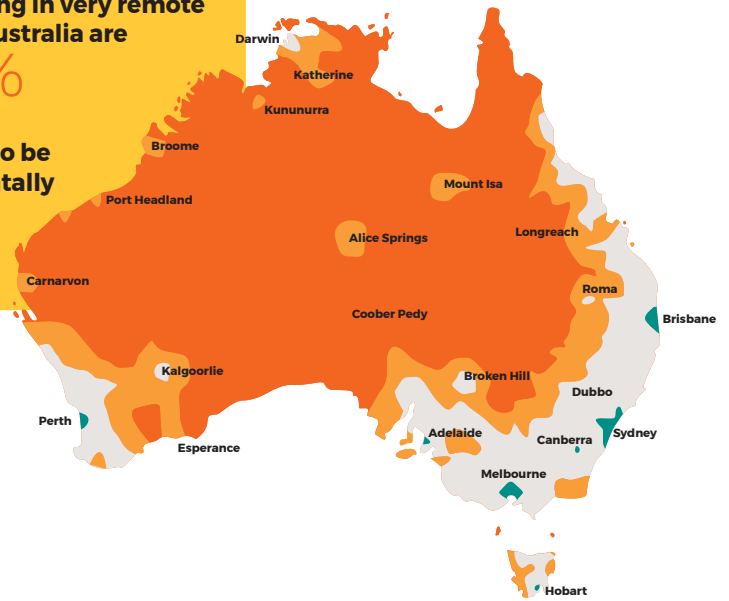 ng in very remote
ustralia are
%
o be
tally
Darwin
Katherine
Kununurra
Broome
Mount Isa
Port Headland
Longreach
Alice Springs
Carnarvon
Roma
Coober Pedy
Brisbane
Kalgoorlie
Broken Hill
Dubbo
Perth
Adelaide
Sydney
Canberra
Esperance
Melbourne
Hobart